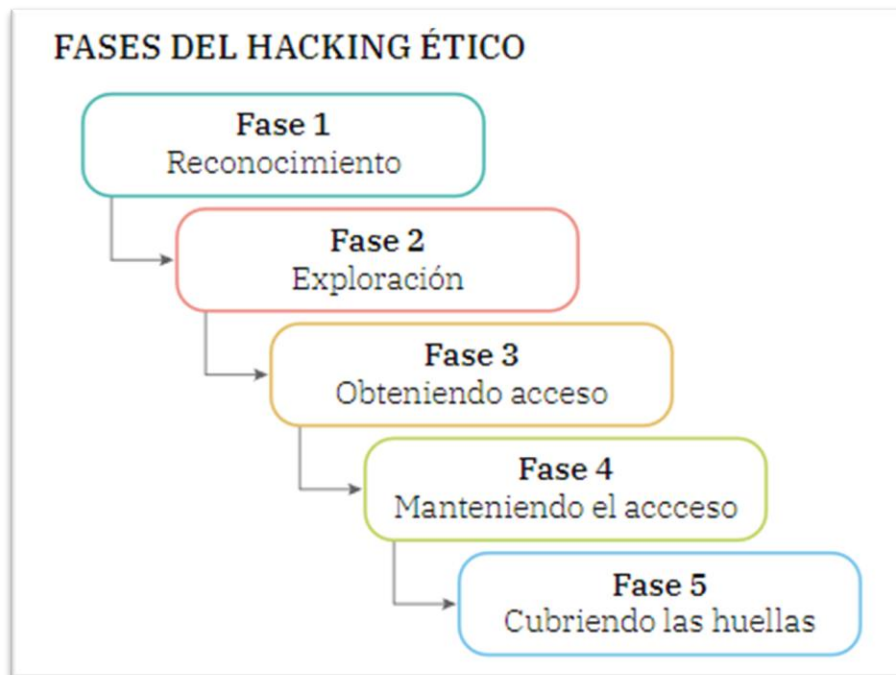 FASES DEL HACKING ÉTICO
Fase 1
Reconocimiento
Fase 2
Exploración
Fase 3
Obteniendo acceso
Fase 4
Manteniendo el accceso
Fase 5
Cubriendo las huellas